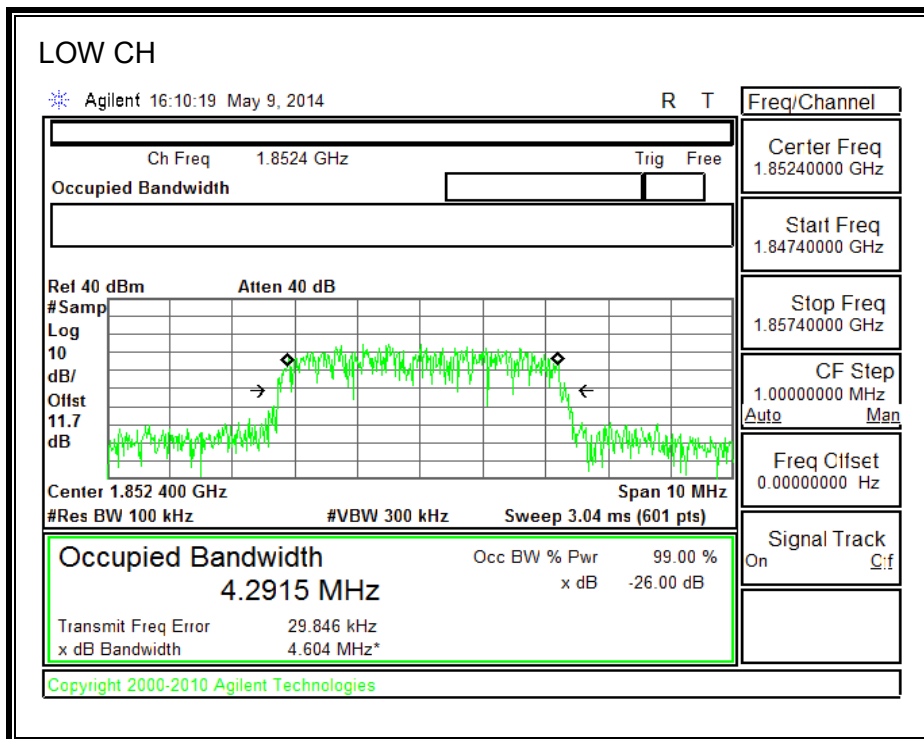 LOW CH
Agilent 16:10:19 May 9, 2014 R T
Freq/Channel
Ch Freq 1.8524 GHz Trig Free
Occupied Bandwidth
Center Freq
1.85240000 GHz
Start Freq
1.84740000 GHz
Stop Freq
1.85740000 GHz
CF Step
1.00000000 MHz
Auto Man
Freq Offset
0.00000000 Hz
Signal Track
On Off
Ref 40 dBm Atten 40 dB
#Samp
Log
10
dB/
Offst
11.7
dB
Center 1.852 400 GHz Span 10 MHz
#Res BW 100 kHz #VBW 300 kHz Sweep 3.04 ms (601 pts)
Occupied Bandwidth
4.2915 MHz
Occ BW % Pwr 99.00 %
x dB -26.00 dB
Transmit Freq Error 29.846 kHz
x dB Bandwidth 4.604 MHz*
Copyright 2000-2010 Agilent Technologies